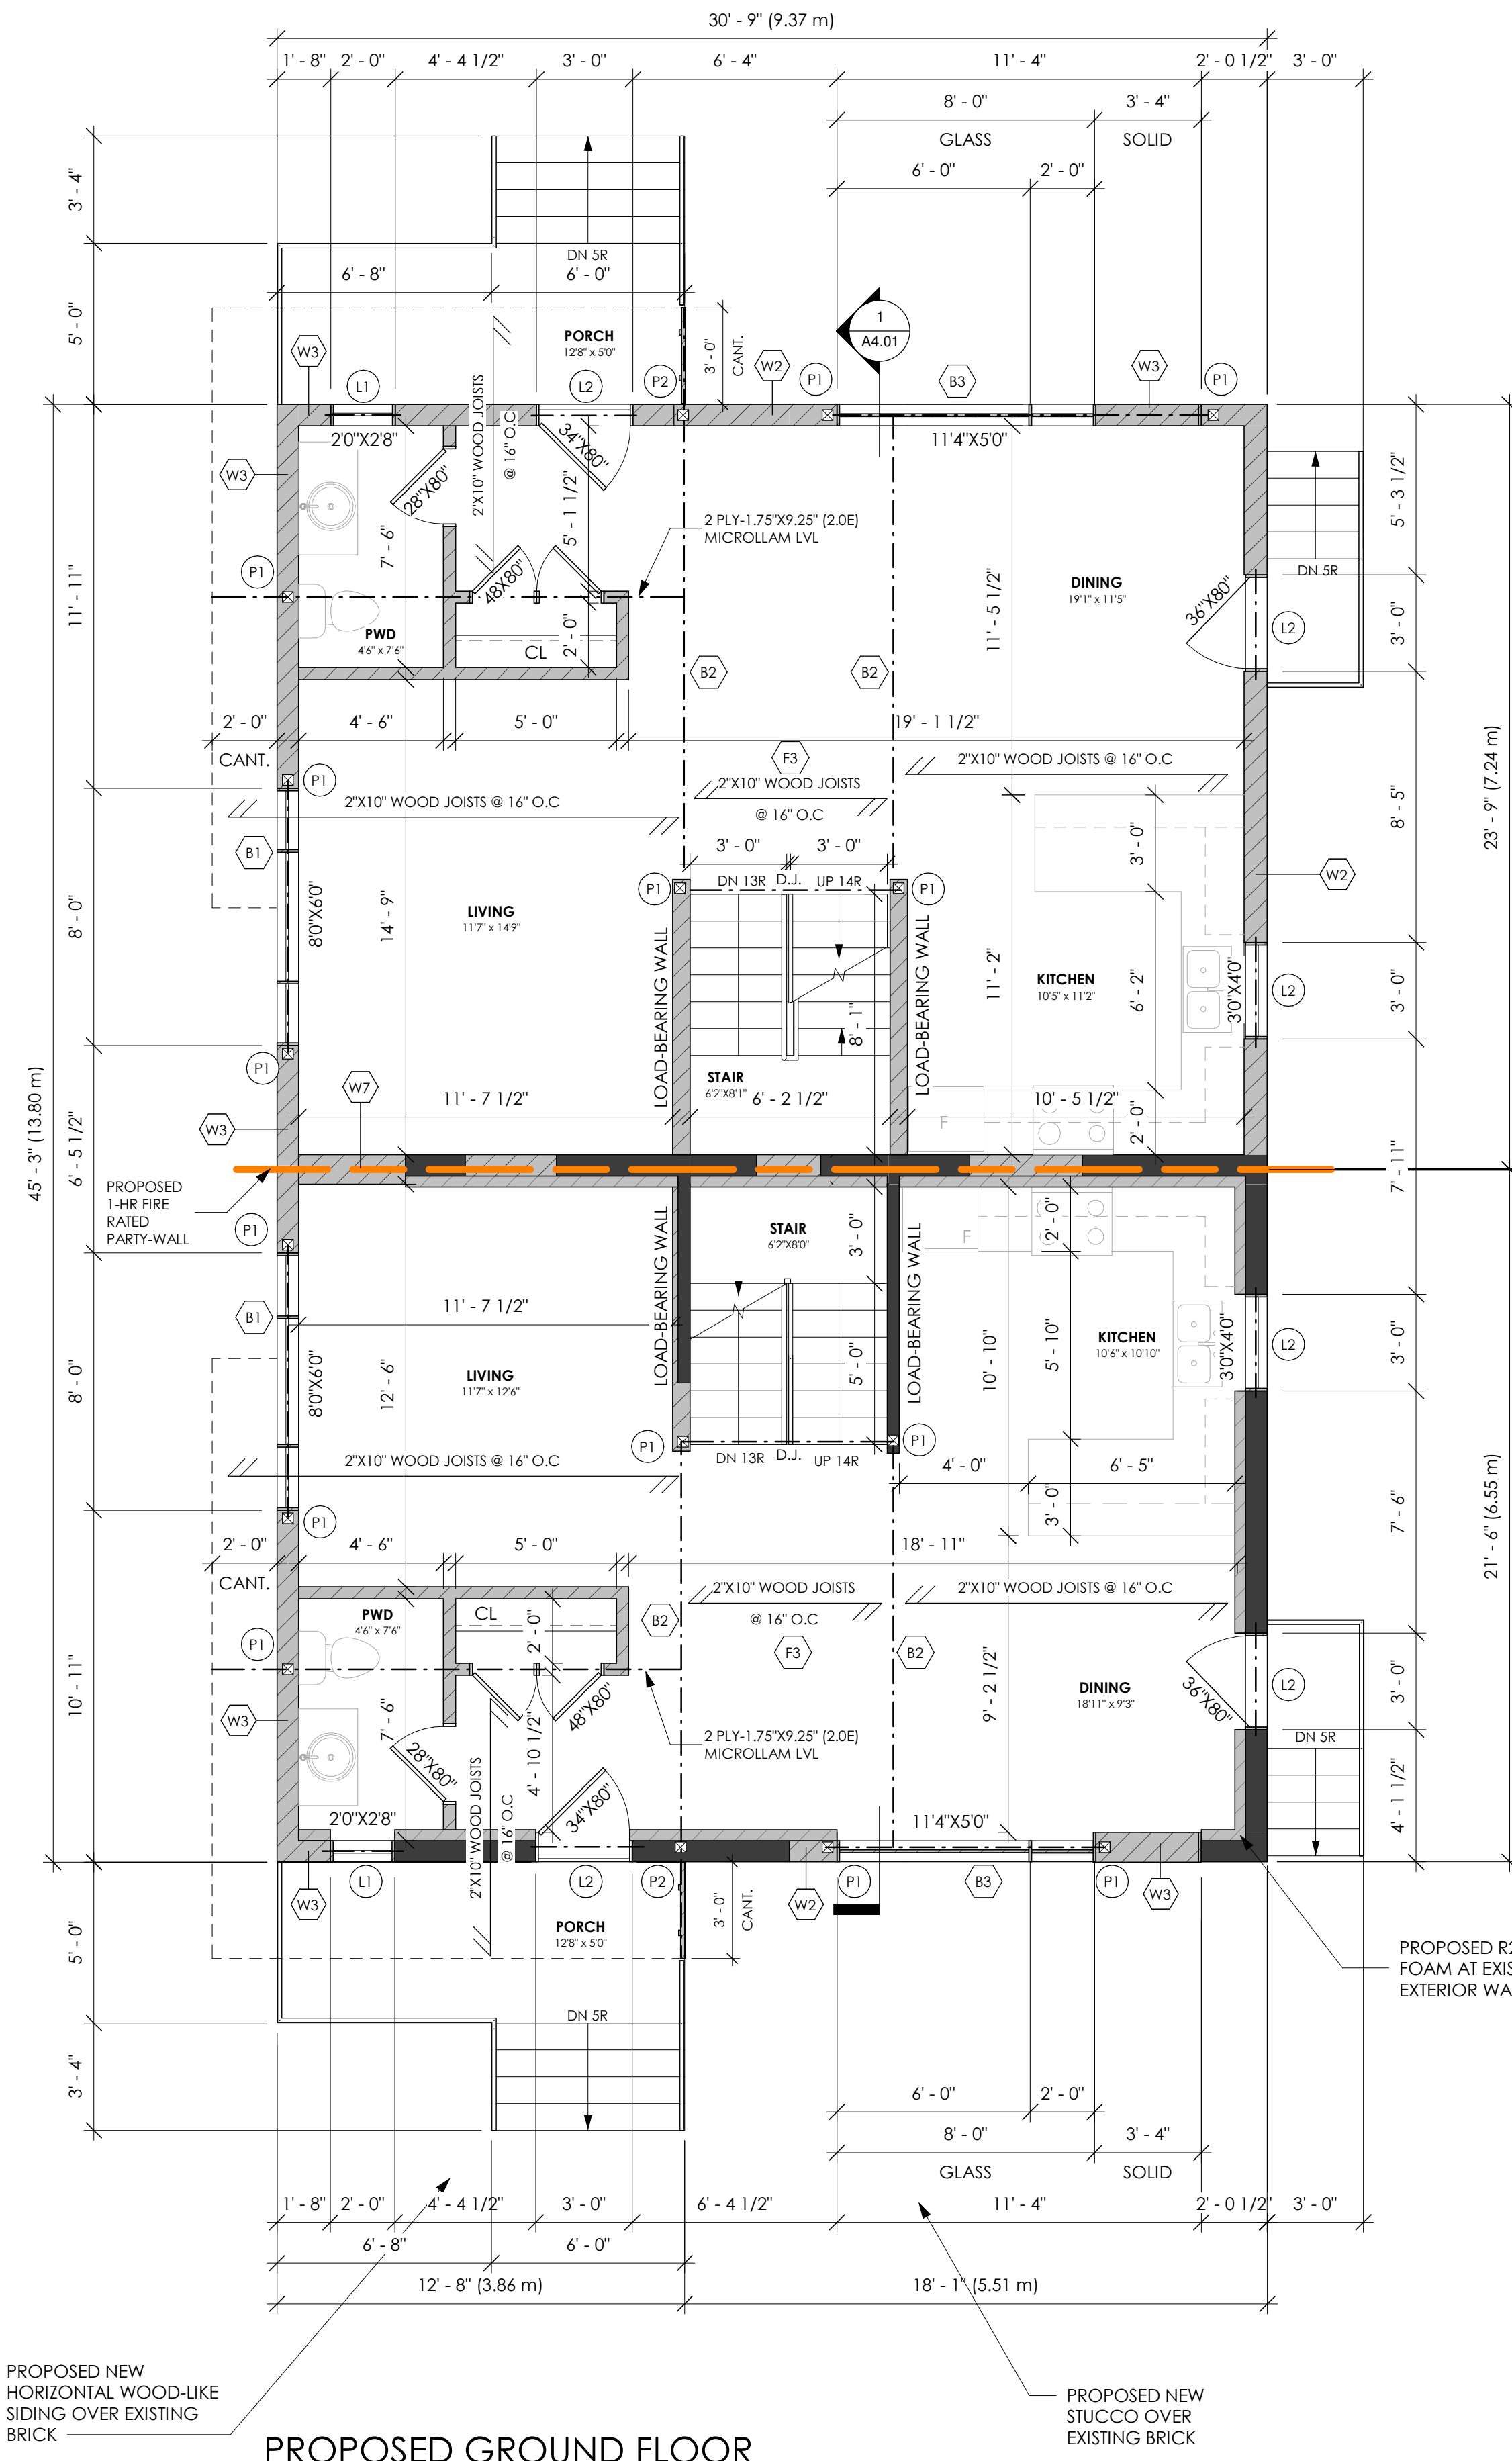 30' - 9" (9.37 m)
1' - 8" 2' - 0" 4' - 4 1/2" 3' - 0" 6' - 4" 11' - 4" 2' - 0 1/2" 3' - 0"
8' - 0" 3' - 4"
GLASS SOLID
6' - 0" 2' - 0"
3' - 4"
DN 5R
6' - 8" 6' - 0"
5' - 0"
PORCH
12'8" x 5'0"
3' - 0"
CANT.
1
A4.01
W3 L1 L2 P2 W2 P1 B3 W3 P1
2'0"X2'8" 34"X80" 11'4"X5'0"
2"X10" WOOD JOISTS
@ 16" O.C
W3
28"X80"
7' - 6"
5' - 1 1/2"
5' - 3 1/2"
2 PLY-1.75"X9.25" (2.0E)
MICROLLAM LVL
DN 5R
P1
48X80"
11' - 11"
11' - 5 1/2"
DINING
19'1" x 11'5"
36"X80"
L2
3' - 0"
PWD
4'6" x 7'6"
CL
2' - 0"
B2 B2
2' - 0" 4' - 6" 5' - 0" 19' - 1 1/2"
CANT.
F3
23' - 9" (7.24 m)
P1
2"X10" WOOD JOISTS @ 16" O.C
2"X10" WOOD JOISTS
@ 16" O.C
2"X10" WOOD JOISTS @ 16" O.C
8' - 5"
B1
3' - 0" 3' - 0"
3' - 0"
W2
P1 DN 13R D.J. UP 14R P1
8' - 0"
8'0"X6'0"
14' - 9"
LIVING
11'7" x 14'9"
LOAD-BEARING WALL
LOAD-BEARING WALL
11' - 2"
KITCHEN
10'5" x 11'2"
6' - 2"
3'0"X4'0"
L2
3' - 0"
8' - 1"
P1
W7
STAIR
6'2"X8'1"
11' - 7 1/2" 6' - 2 1/2" 10' - 5 1/2"
F
2' - 0"
W3
45' - 3" (13.80 m)
6' - 5 1/2"
7' - 11"
PROPOSED
1-HR FIRE
RATED
PARTY-WALL
P1
STAIR
6'2"X8'0"
3' - 0"
F
2' - 0"
11' - 7 1/2"
B1
LOAD-BEARING WALL
LOAD-BEARING WALL
KITCHEN
10'6" x 10'10"
L2
3' - 0"
3'0"X4'0"
8' - 0"
8'0"X6'0"
12' - 6"
LIVING
11'7" x 12'6"
5' - 0"
10' - 10"
5' - 10"
P1 P1
2"X10" WOOD JOISTS @ 16" O.C
DN 13R D.J. UP 14R
4' - 0" 6' - 5"
3' - 0"
P1
7' - 6"
21' - 6" (6.55 m)
2' - 0" 4' - 6" 5' - 0" 18' - 11"
CANT.
2"X10" WOOD JOISTS
@ 16" O.C
2"X10" WOOD JOISTS @ 16" O.C
PWD
4'6" x 7'6"
CL
2' - 0"
B2
P1
F3
B2
10' - 11"
9' - 2 1/2"
DINING
18'11" x 9'3"
36"X80"
L2
3' - 0"
W3
7' - 6"
28"X80"
4' - 10 1/2"
48"X80"
2 PLY-1.75"X9.25" (2.0E)
MICROLLAM LVL
DN 5R
2"X10" WOOD JOISTS
@ 16" O.C
2'0"X2'8" 34"X80" 11'4"X5'0"
4' - 1 1/2"
W3 L1 L2 P2 W2 P1 B3 P1 W3
5' - 0"
PORCH
12'8" x 5'0"
3' - 0"
CANT.
PROPOSED
FOAM AT
EXTERIOR
DN 5R
3' - 4"
6' - 0" 2' - 0"
8' - 0" 3' - 4"
GLASS SOLID
1' - 8" 2' - 0" 4' - 4 1/2" 3' - 0" 6' - 4 1/2" 11' - 4" 2' - 0 1/2" 3' - 0"
6' - 8" 6' - 0"
12' - 8" (3.86 m) 18' - 1" (5.51 m)
PROPOSED NEW
HORIZONTAL WOOD-LIKE
SIDING OVER EXISTING
BRICK
PROPOSED NEW
STUCCO OVER
EXISTING BRICK
PROPOSED GROUND FLOOR